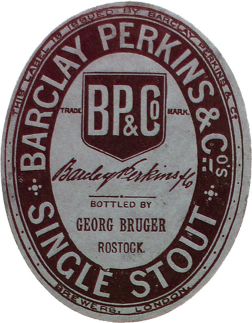 THIS LABEL IS ISSUED BY BARCLAY PERKINS & Co
BARCLAY PERKINS & Co's.
TRADE MARK.
BP&Co
Barclay Perkins & Co
BOTTLED BY
GEORG BRUGER
ROSTOCK.
SINGLE STOUT
BREWERS, LONDON.